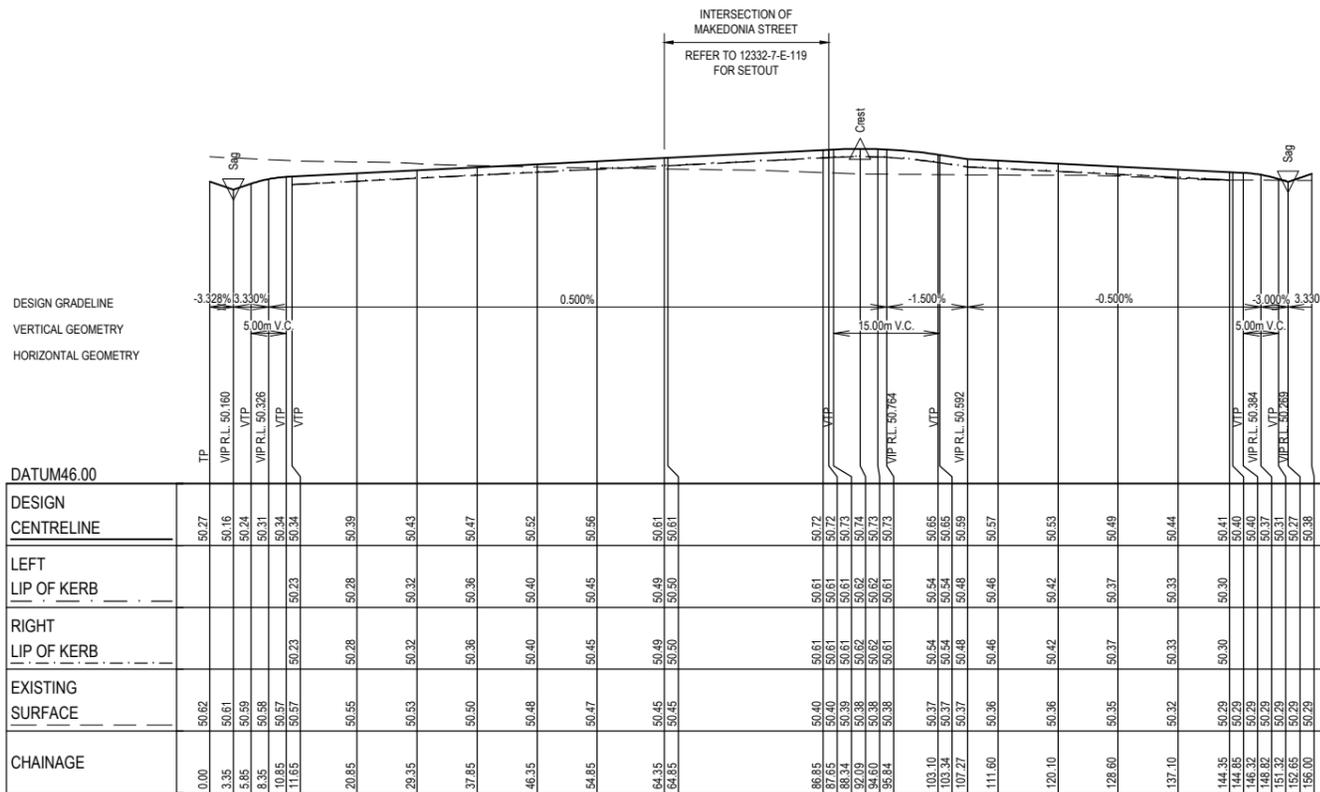 INTERSECTION OF
MAKEDONIA STREET
REFER TO 12332-7-E-119
FOR SETOUT
Sag
Crest
Sag
DESIGN GRADELINE
-3.328% 3.330% 0.500% -1.500% -0.500% -3.000% 3.330
VERTICAL GEOMETRY
5.00m V.C. 15.00m V.C. 5.00m V.C.
HORIZONTAL GEOMETRY
TP
VIP R.L. 50.160
VTP
VIP R.L. 50.326
VTP
VTP
VTP
VIP R.L. 50.764
VTP
VIP R.L. 50.592
VTP
VIP R.L. 50.384
VTP
VIP R.L. 50.269
DATUM46.00
DESIGN
CENTRELINE
50.27 50.16 50.24 50.31 50.34 50.34 50.39 50.43 50.47 50.52 50.56 50.61 50.61 50.72 50.72 50.73 50.74 50.73 50.73 50.65 50.65 50.59 50.57 50.53 50.49 50.44 50.41 50.40 50.40 50.37 50.31 50.27 50.38
LEFT
LIP OF KERB
50.23 50.28 50.32 50.36 50.40 50.45 50.49 50.50 50.61 50.61 50.61 50.62 50.62 50.61 50.54 50.54 50.48 50.46 50.42 50.37 50.33 50.30
RIGHT
LIP OF KERB
50.23 50.28 50.32 50.36 50.40 50.45 50.49 50.50 50.61 50.61 50.61 50.62 50.62 50.61 50.54 50.54 50.48 50.46 50.42 50.37 50.33 50.30
EXISTING
SURFACE
50.62 50.61 50.59 50.58 50.57 50.57 50.55 50.53 50.50 50.48 50.47 50.45 50.45 50.40 50.40 50.39 50.38 50.38 50.38 50.37 50.37 50.37 50.36 50.36 50.35 50.32 50.29 50.29 50.29 50.29 50.29 50.29 50.29
CHAINAGE
0.00 3.35 5.85 8.35 10.85 11.65 20.85 29.35 37.85 46.35 54.85 64.35 64.85 86.85 87.65 88.34 92.09 94.60 95.84 103.10 103.34 107.27 111.60 120.10 128.60 137.10 144.35 144.85 146.32 148.82 151.32 152.65 156.00